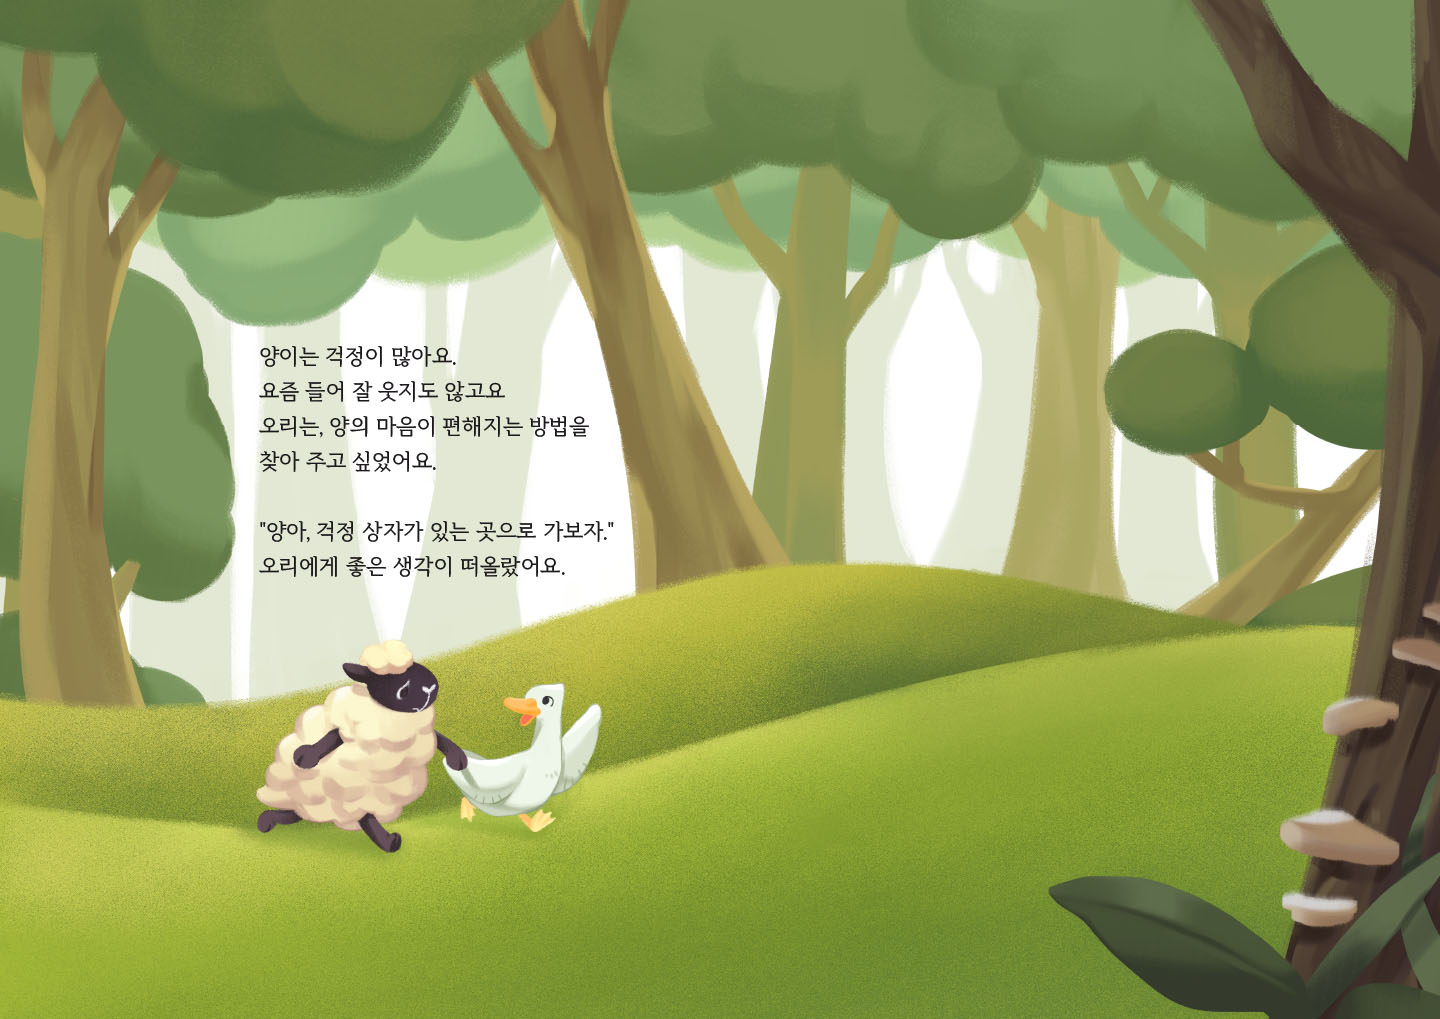 양이는 걱정이 많아요.
요즘 들어 잘 웃지도 않고요
오리는, 양의 마음이 편해지는 방법을
찾아 주고 싶었어요.
"양아, 걱정 상자가 있는 곳으로 가보자."
오리에게 좋은 생각이 떠올랐어요.